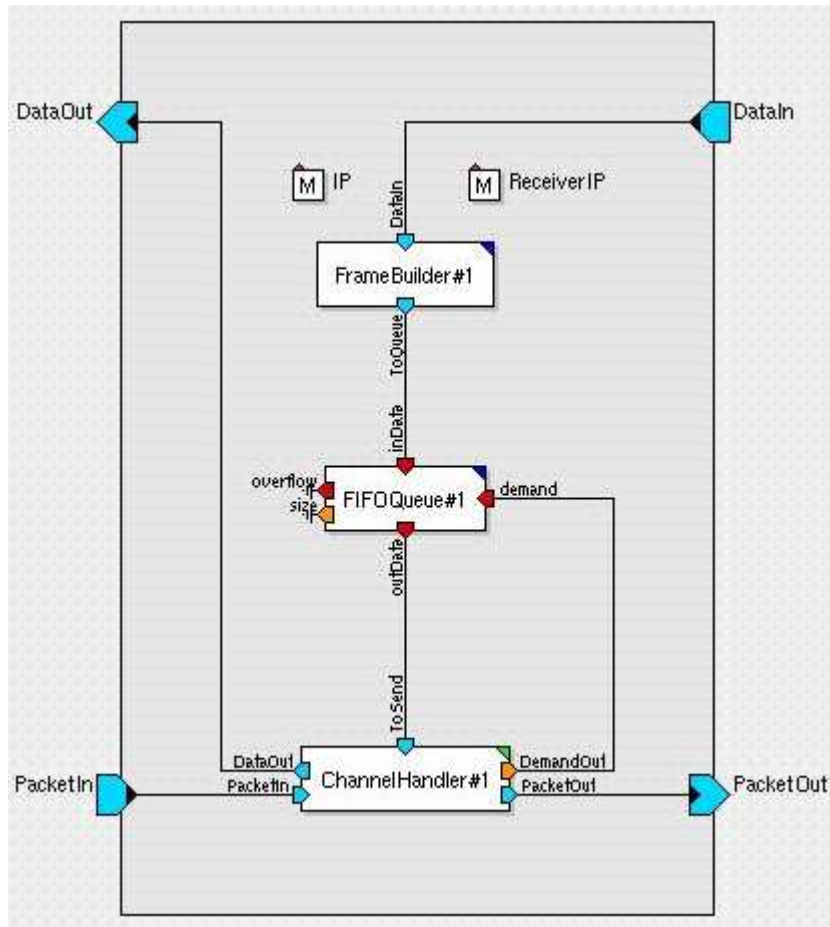 DataOut
DataIn
M IP
M ReceiverIP
DataIn
FrameBuilder#1
ToQueue
inData
overflow
size
FIFOQueue#1
demand
outData
ToSend
DataOut
DemandOut
PacketIn
PacketIn
ChannelHandler#1
PacketOut
PacketOut